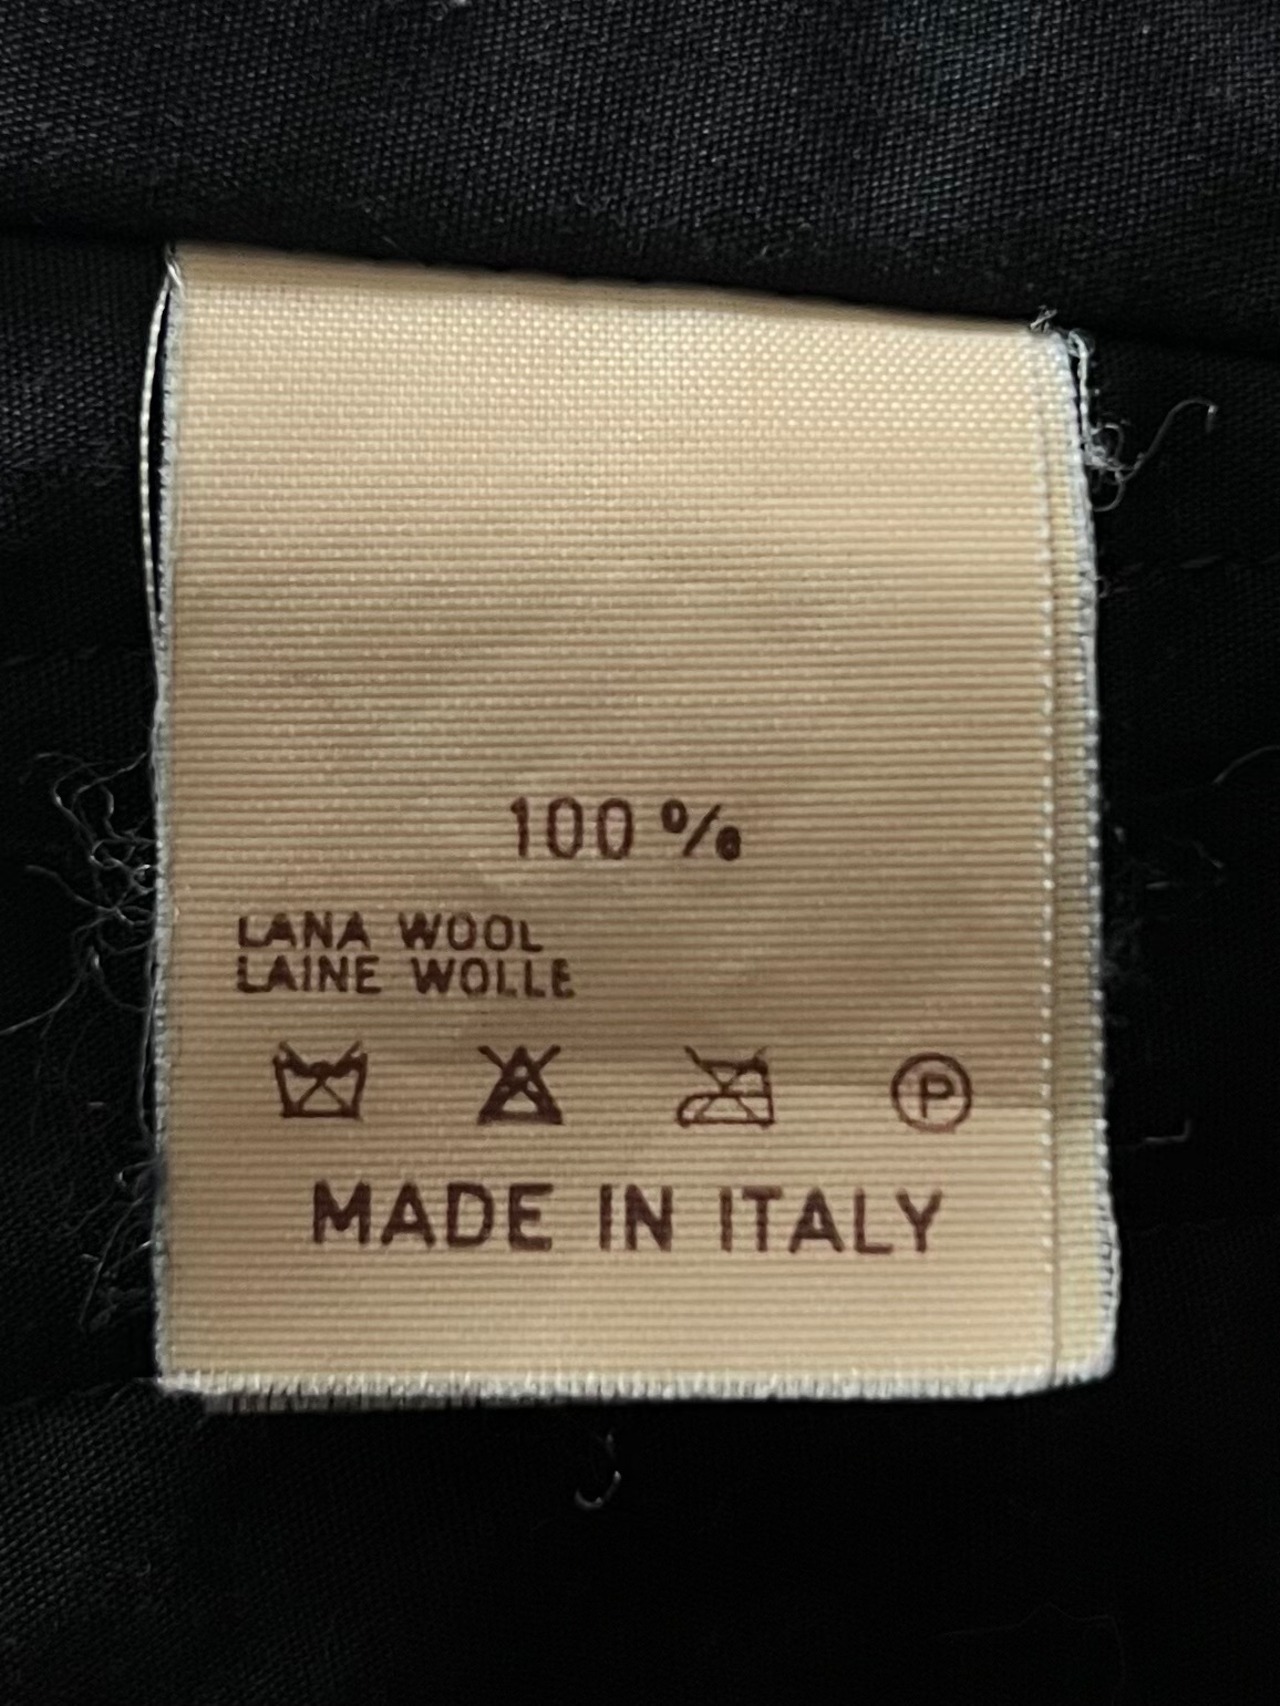 100 %
LANA WOOL
LAINE WOLLE
P
MADE IN ITALY